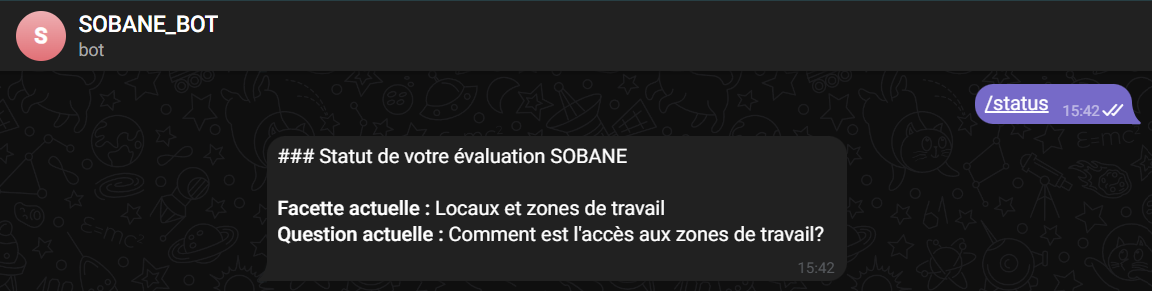 S
SOBANE_BOT
bot
/status 15:42
### Statut de votre évaluation SOBANE
Facette actuelle : Locaux et zones de travail
Question actuelle : Comment est l'accès aux zones de travail?
15:42